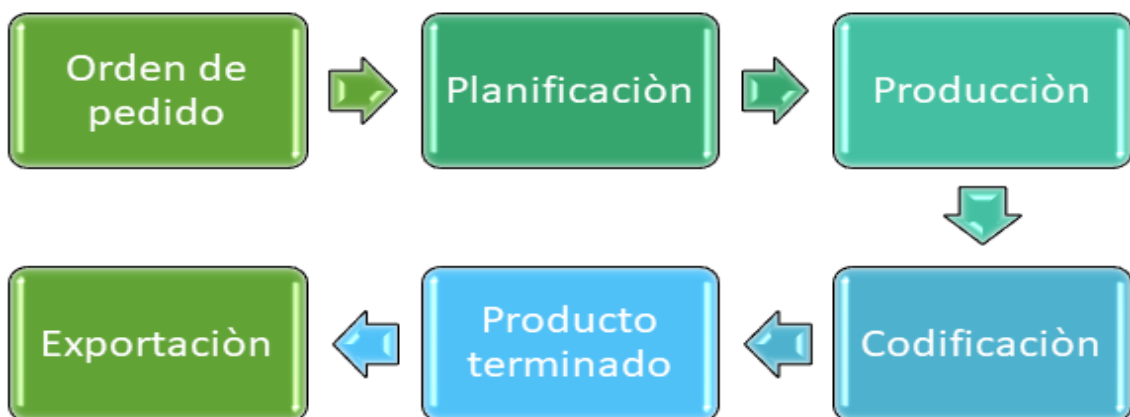 Orden de
pedido
Planificaciòn
Producciòn
Exportaciòn
Producto
terminado
Codificaciòn